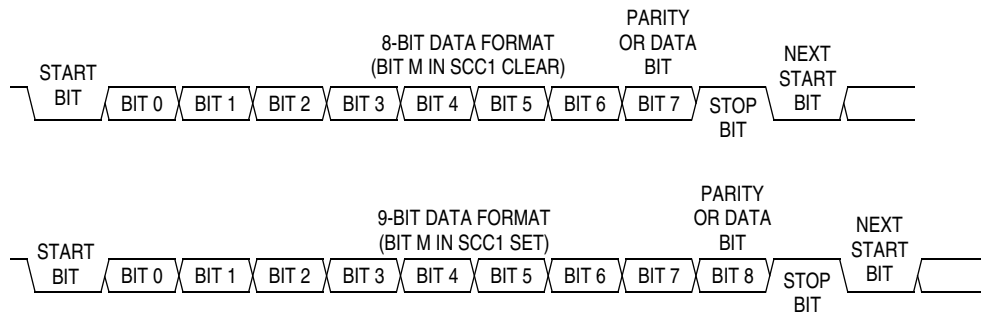 8-BIT DATA FORMAT
(BIT M IN SCC1 CLEAR)
PARITY
OR DATA
BIT
START
BIT
BIT 0
BIT 1
BIT 2
BIT 3
BIT 4
BIT 5
BIT 6
BIT 7
STOP
BIT
NEXT
START
BIT
9-BIT DATA FORMAT
(BIT M IN SCC1 SET)
PARITY
OR DATA
BIT
START
BIT
BIT 0
BIT 1
BIT 2
BIT 3
BIT 4
BIT 5
BIT 6
BIT 7
BIT 8
STOP
BIT
NEXT
START
BIT